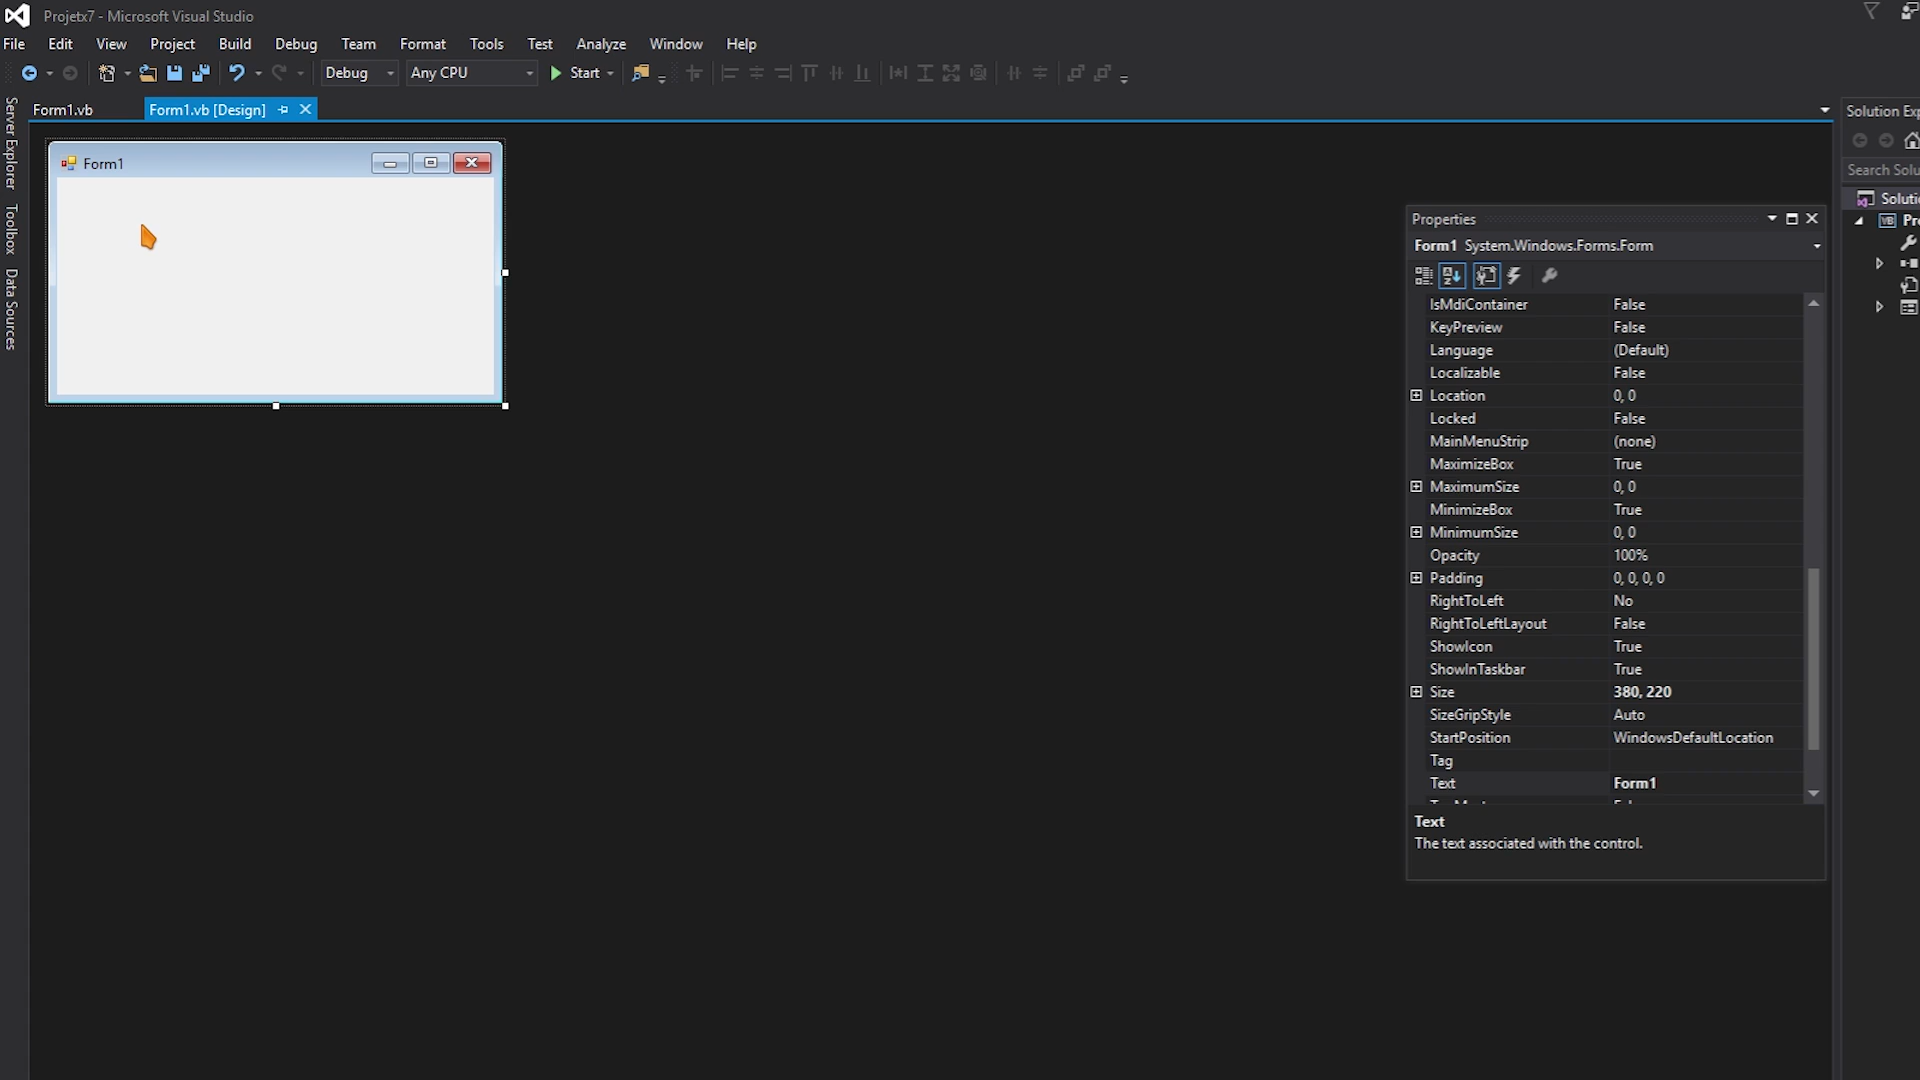 Projetx7 - Microsoft Visual Studio
File Edit View Project Build Debug Team Format Tools Test Analyze Window Help
Debug Any CPU Start
Form1.vb Form1.vb [Design]
Server Explorer
Toolbox
Data Sources
Form1
Properties
Form1 System.Windows.Forms.Form
IsMdiContainer False
KeyPreview False
Language (Default)
Localizable False
Location 0, 0
Locked False
MainMenuStrip (none)
MaximizeBox True
MaximumSize 0, 0
MinimizeBox True
MinimumSize 0, 0
Opacity 100%
Padding 0, 0, 0, 0
RightToLeft No
RightToLeftLayout False
ShowIcon True
ShowInTaskbar True
Size 380, 220
SizeGripStyle Auto
StartPosition WindowsDefaultLocation
Tag
Text Form1
Text
The text associated with the control.
Solution Exp
Search Solu
Solutio
VB Pr